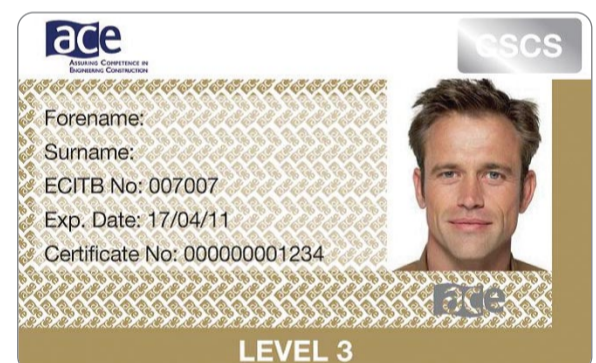 ace
ASSURING COMPETENCE IN
ENGINEERING CONSTRUCTION
CSCS
Forename:
Surname:
ECITB No: 007007
Exp. Date: 17/04/11
Certificate No: 000000001234
ace
LEVEL 3